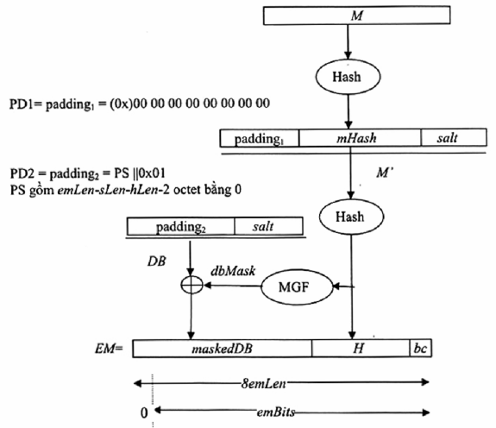 M
Hash
PD1= padding₁ = (0x)00 00 00 00 00 00 00 00
padding₁ mHash salt
PD2 = padding₂ = PS ||0x01
PS gồm emLen-sLen-hLen-2 octet bằng 0
M'
Hash
padding₂ salt
DB
dbMask
MGF
EM= maskedDB H bc
8emLen
0 emBits